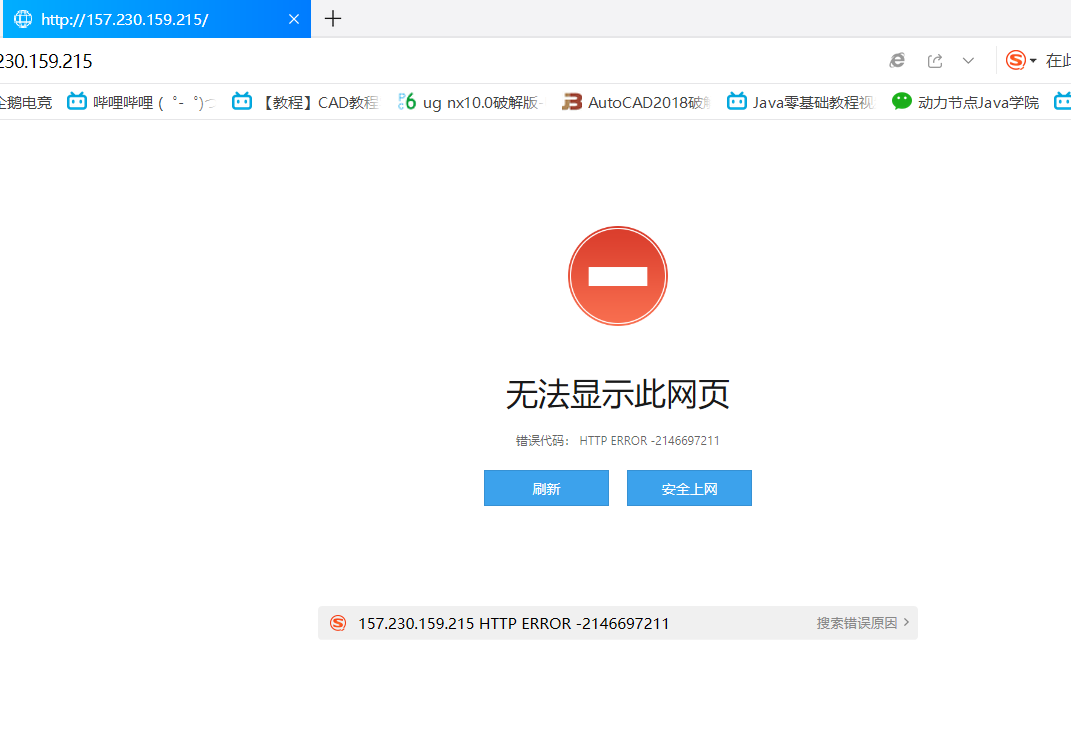 http://157.230.159.215/
230.159.215
在此
企鹅电竞 哔哩哔哩 ( ゜- ゜)つ 【教程】CAD教程 ug nx10.0破解版- AutoCAD2018破解 Java零基础教程视 动力节点Java学院
无法显示此网页
错误代码: HTTP ERROR -2146697211
刷新 安全上网
157.230.159.215 HTTP ERROR -2146697211 搜索错误原因